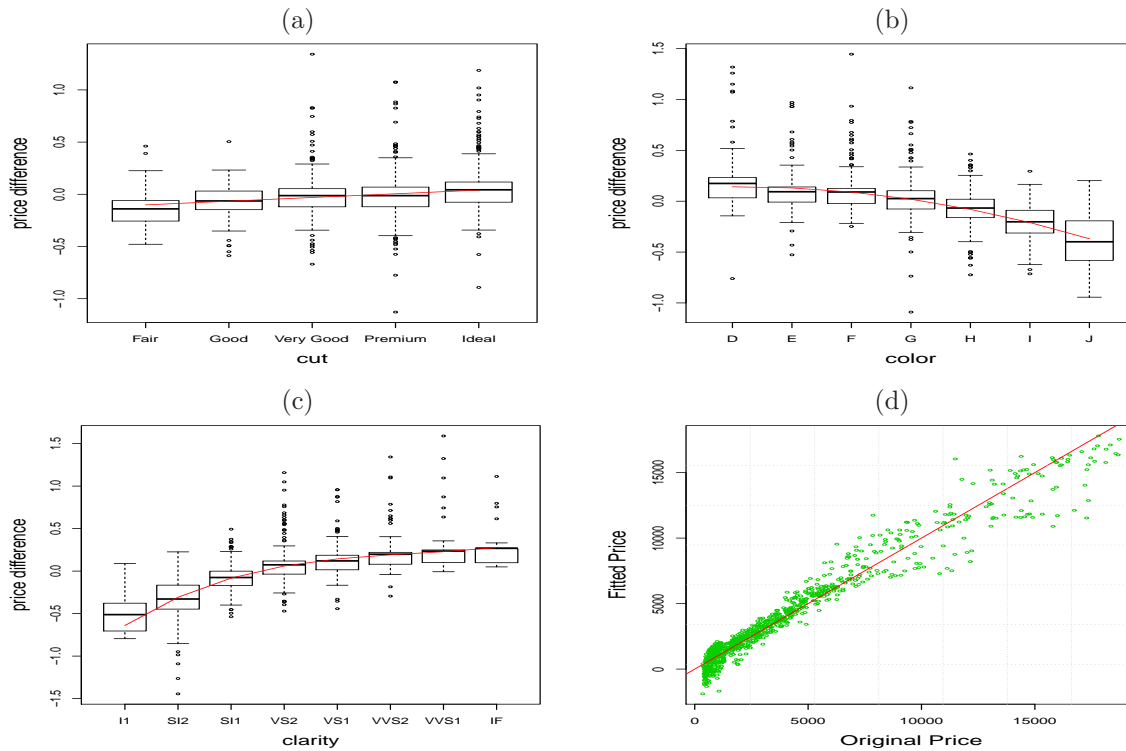 (a)
price difference
1.0
0.5
0.0
−0.5
−1.0
Fair Good Very Good Premium Ideal
cut
(b)
price difference
1.5
1.0
0.5
0.0
−0.5
−1.0
D E F G H I J
color
(c)
price difference
1.5
1.0
0.5
0.0
−0.5
−1.0
−1.5
I1 SI2 SI1 VS2 VS1 VVS2 VVS1 IF
clarity
(d)
Fitted Price
15000
10000
5000
0
0 5000 10000 15000
Original Price